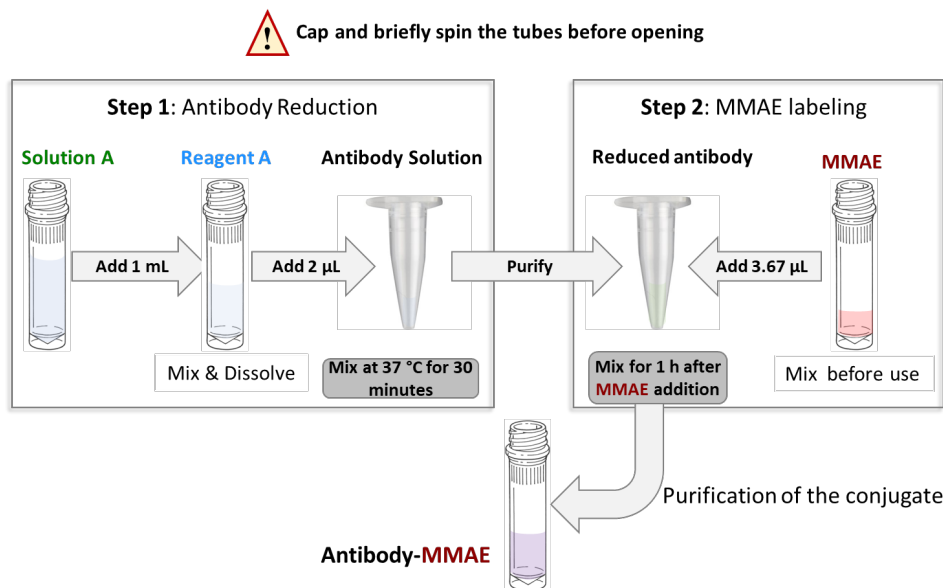 Cap and briefly spin the tubes before opening
Step 1: Antibody Reduction
Solution A
Reagent A
Antibody Solution
Add 1 mL
Add 2 µL
Purify
Mix & Dissolve
Mix at 37 °C for 30
minutes
Step 2: MMAE labeling
Reduced antibody
MMAE
Add 3.67 µL
Mix for 1 h after
MMAE addition
Mix before use
Purification of the conjugate
Antibody-MMAE